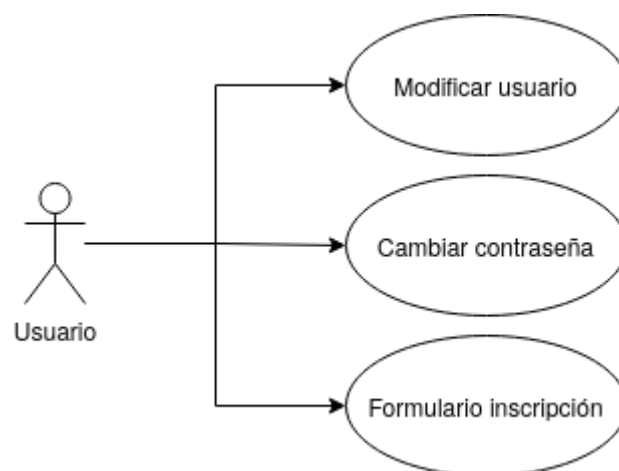 Modificar usuario
Cambiar contraseña
Usuario
Formulario inscripción